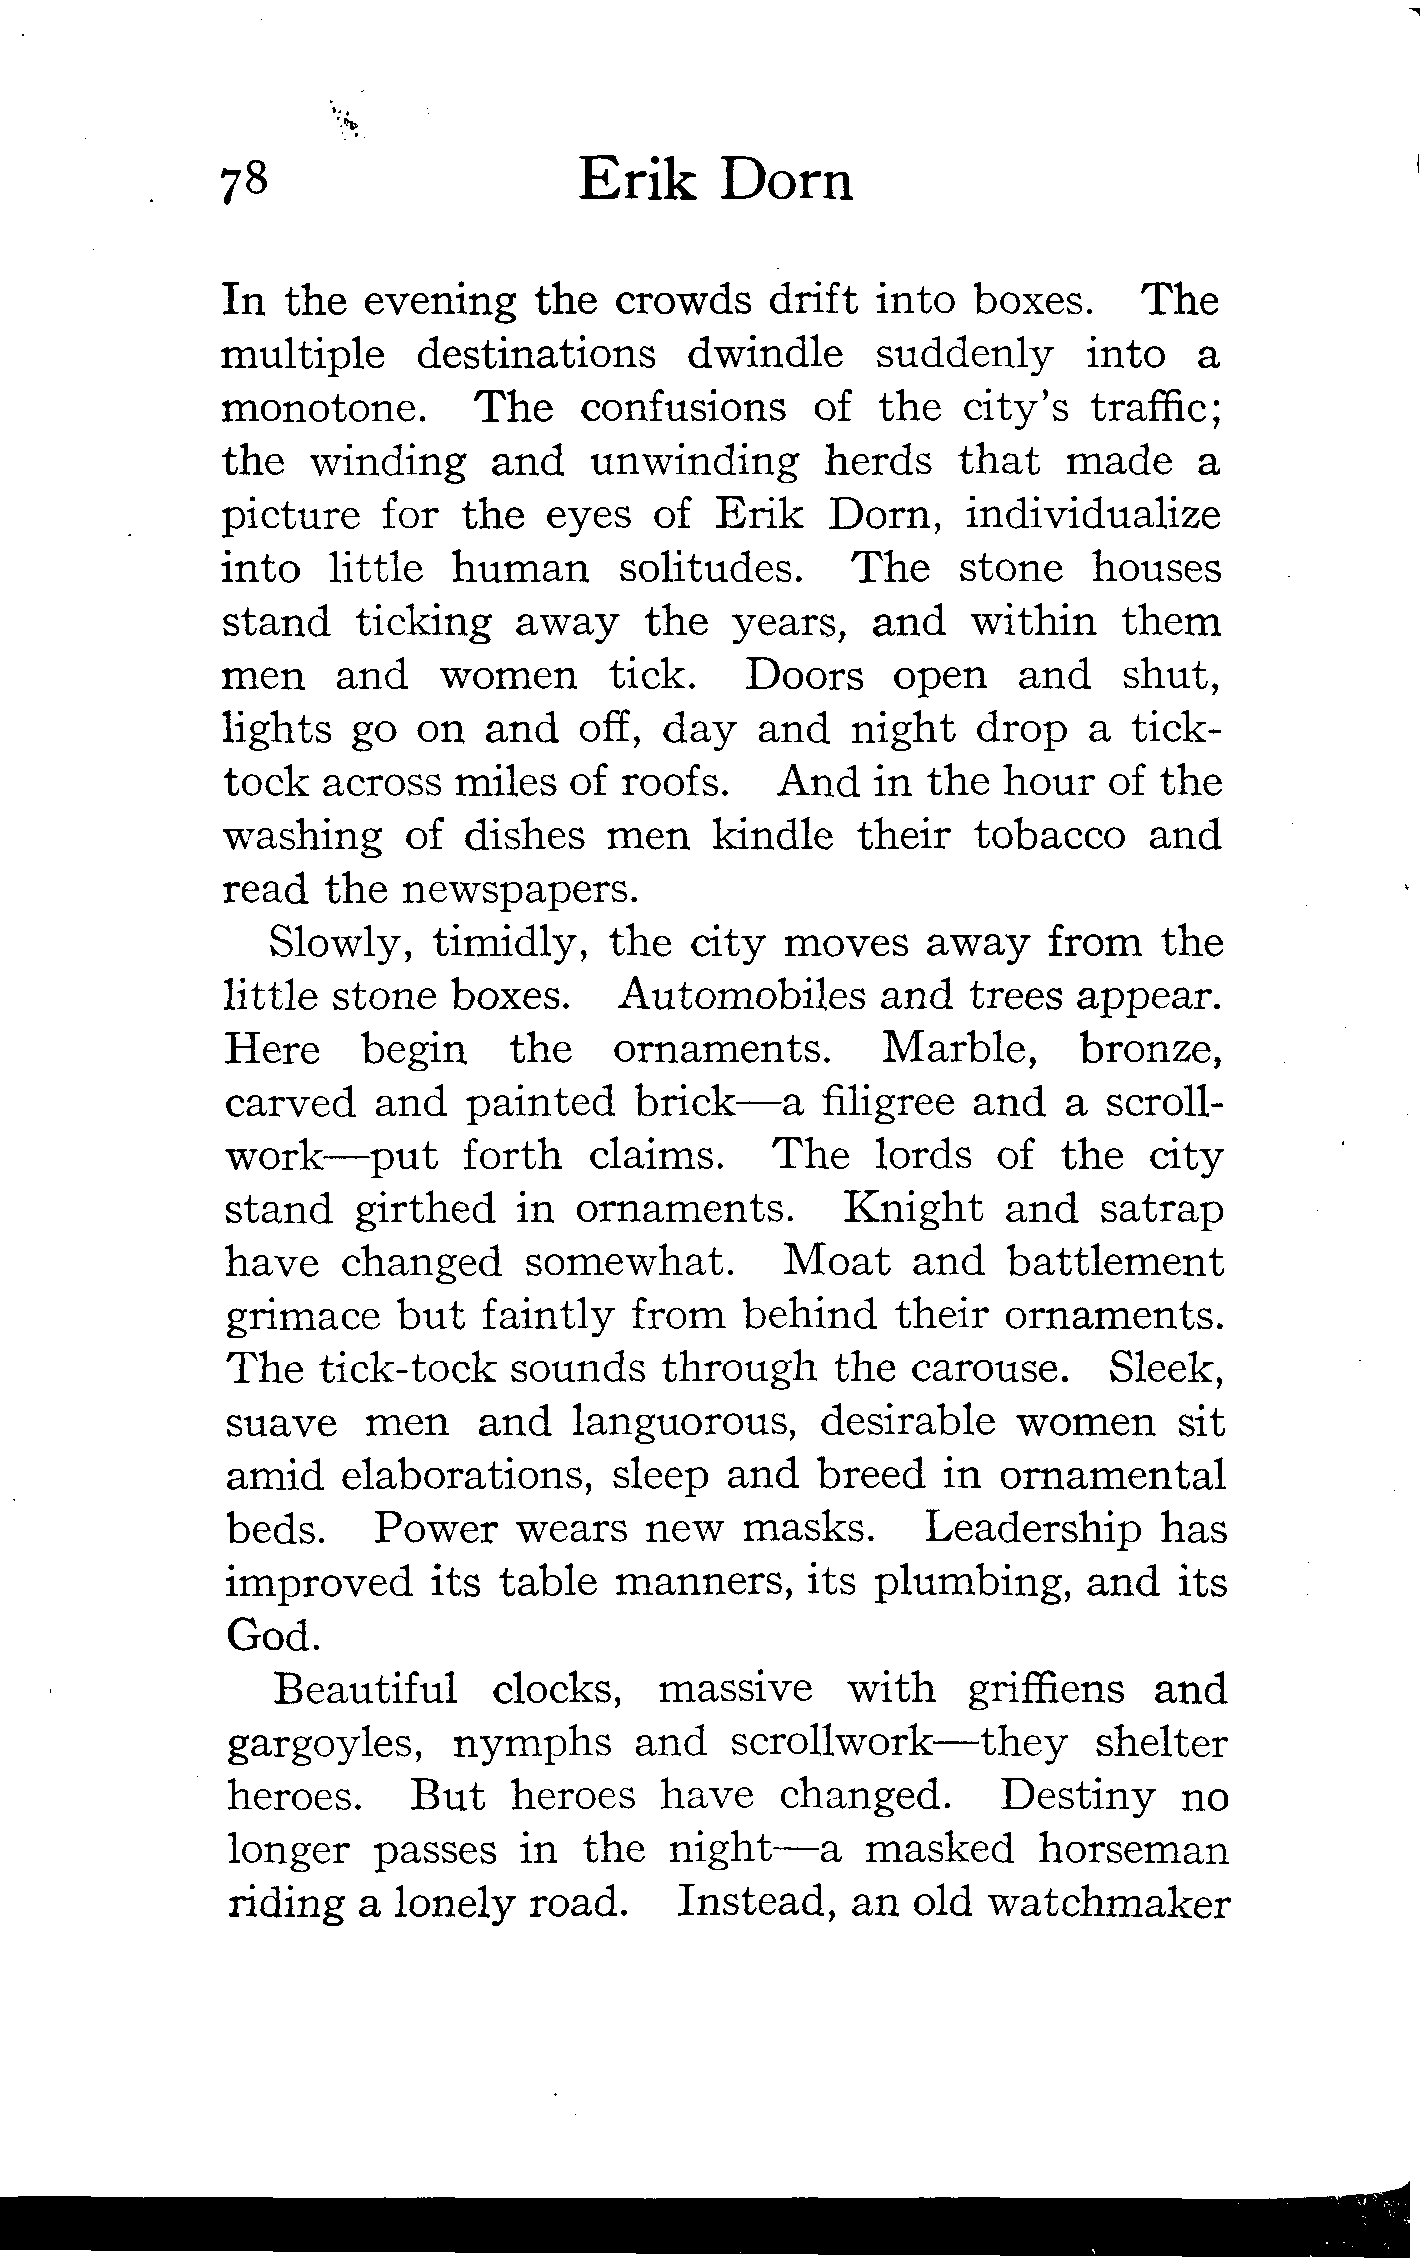 78 Erik Dorn
In the evening the crowds drift into boxes. The
multiple destinations dwindle suddenly into a
monotone. The confusions of the city's traffic;
the winding and unwinding herds that made a
picture for the eyes of Erik Dorn, individualize
into little human solitudes. The stone houses
stand ticking away the years, and within them
men and women tick. Doors open and shut,
lights go on and off, day and night drop a tick-
tock across miles of roofs. And in the hour of the
washing of dishes men kindle their tobacco and
read the newspapers.
Slowly, timidly, the city moves away from the
little stone boxes. Automobiles and trees appear.
Here begin the ornaments. Marble, bronze,
carved and painted brick—a filigree and a scroll-
work—put forth claims. The lords of the city
stand girthed in ornaments. Knight and satrap
have changed somewhat. Moat and battlement
grimace but faintly from behind their ornaments.
The tick-tock sounds through the carouse. Sleek,
suave men and languorous, desirable women sit
amid elaborations, sleep and breed in ornamental
beds. Power wears new masks. Leadership has
improved its table manners, its plumbing, and its
God.
Beautiful clocks, massive with griffiens and
gargoyles, nymphs and scrollwork—they shelter
heroes. But heroes have changed. Destiny no
longer passes in the night—a masked horseman
riding a lonely road. Instead, an old watchmaker